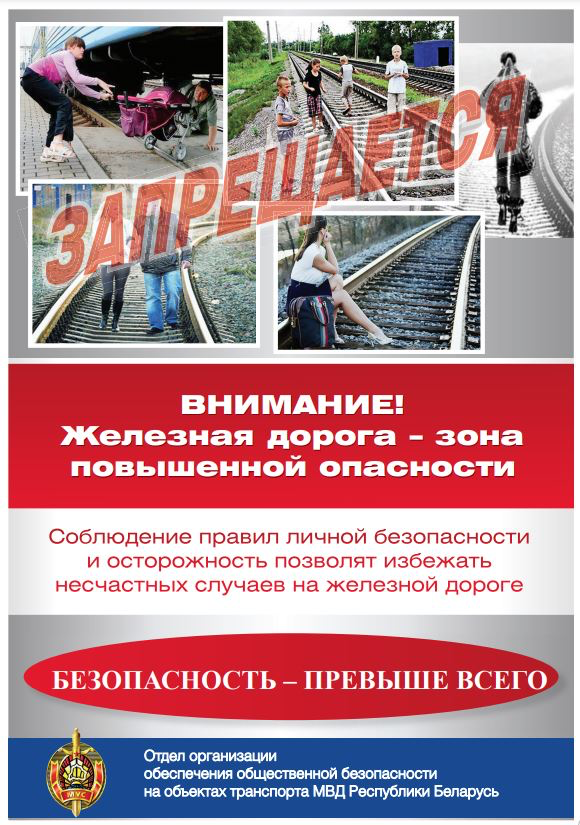 ЗАПРЕЩАЕТСЯ
ВНИМАНИЕ!
Железная дорога – зона
повышенной опасности
Соблюдение правил личной безопасности
и осторожность позволят избежать
несчастных случаев на железной дороге
БЕЗОПАСНОСТЬ – ПРЕВЫШЕ ВСЕГО
МУС
Отдел организации
обеспечения общественной безопасности
на объектах транспорта МВД Республики Беларусь